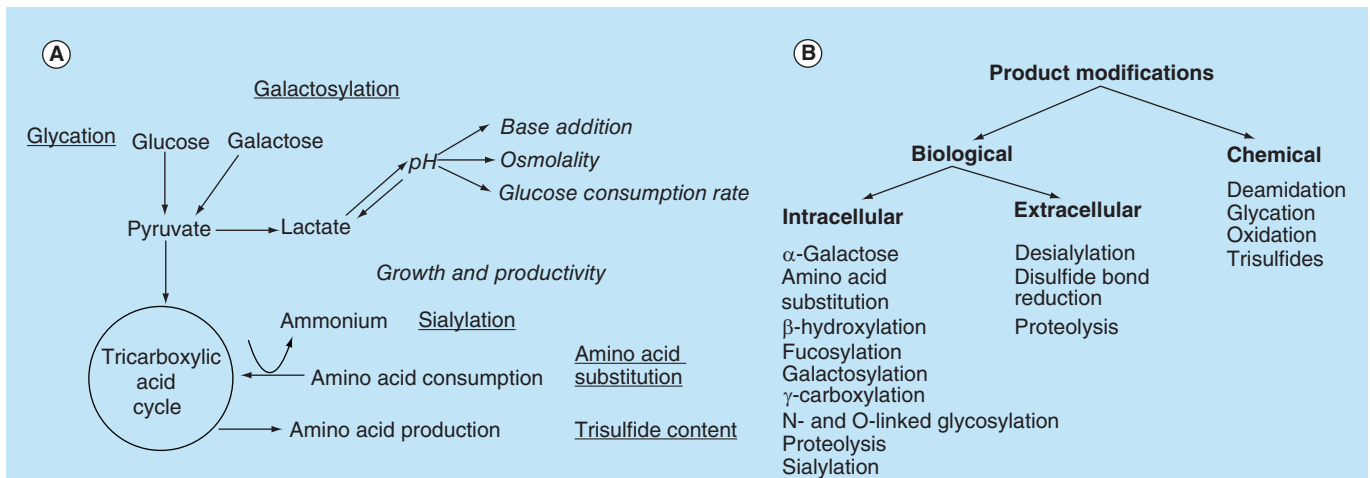 A
Galactosylation
Glycation
Glucose
Galactose
Pyruvate
Lactate
pH
Base addition
Osmolality
Glucose consumption rate
Growth and productivity
Tricarboxylic
acid
cycle
Ammonium
Sialylation
Amino acid consumption
Amino acid
substitution
Amino acid production
Trisulfide content
B
Product modifications
Biological
Chemical
Deamidation
Glycation
Oxidation
Trisulfides
Intracellular
α-Galactose
Amino acid
substitution
β-hydroxylation
Fucosylation
Galactosylation
γ-carboxylation
N- and O-linked glycosylation
Proteolysis
Sialylation
Extracellular
Desialylation
Disulfide bond
reduction
Proteolysis